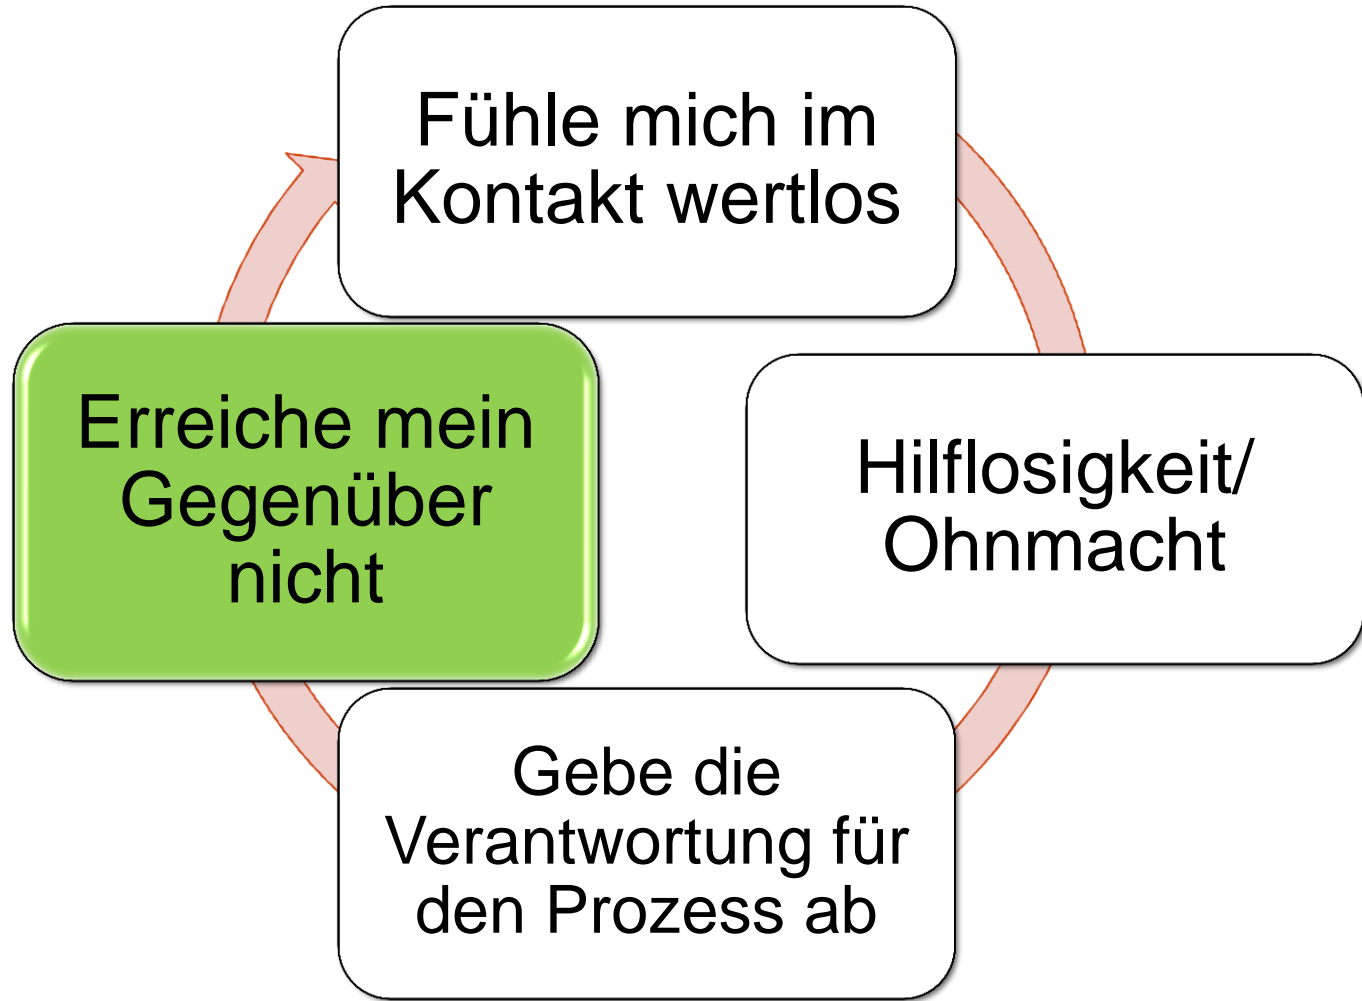 Fühle mich im
Kontakt wertlos
Hilflosigkeit/
Ohnmacht
Gebe die
Verantwortung für
den Prozess ab
Erreiche mein
Gegenüber
nicht